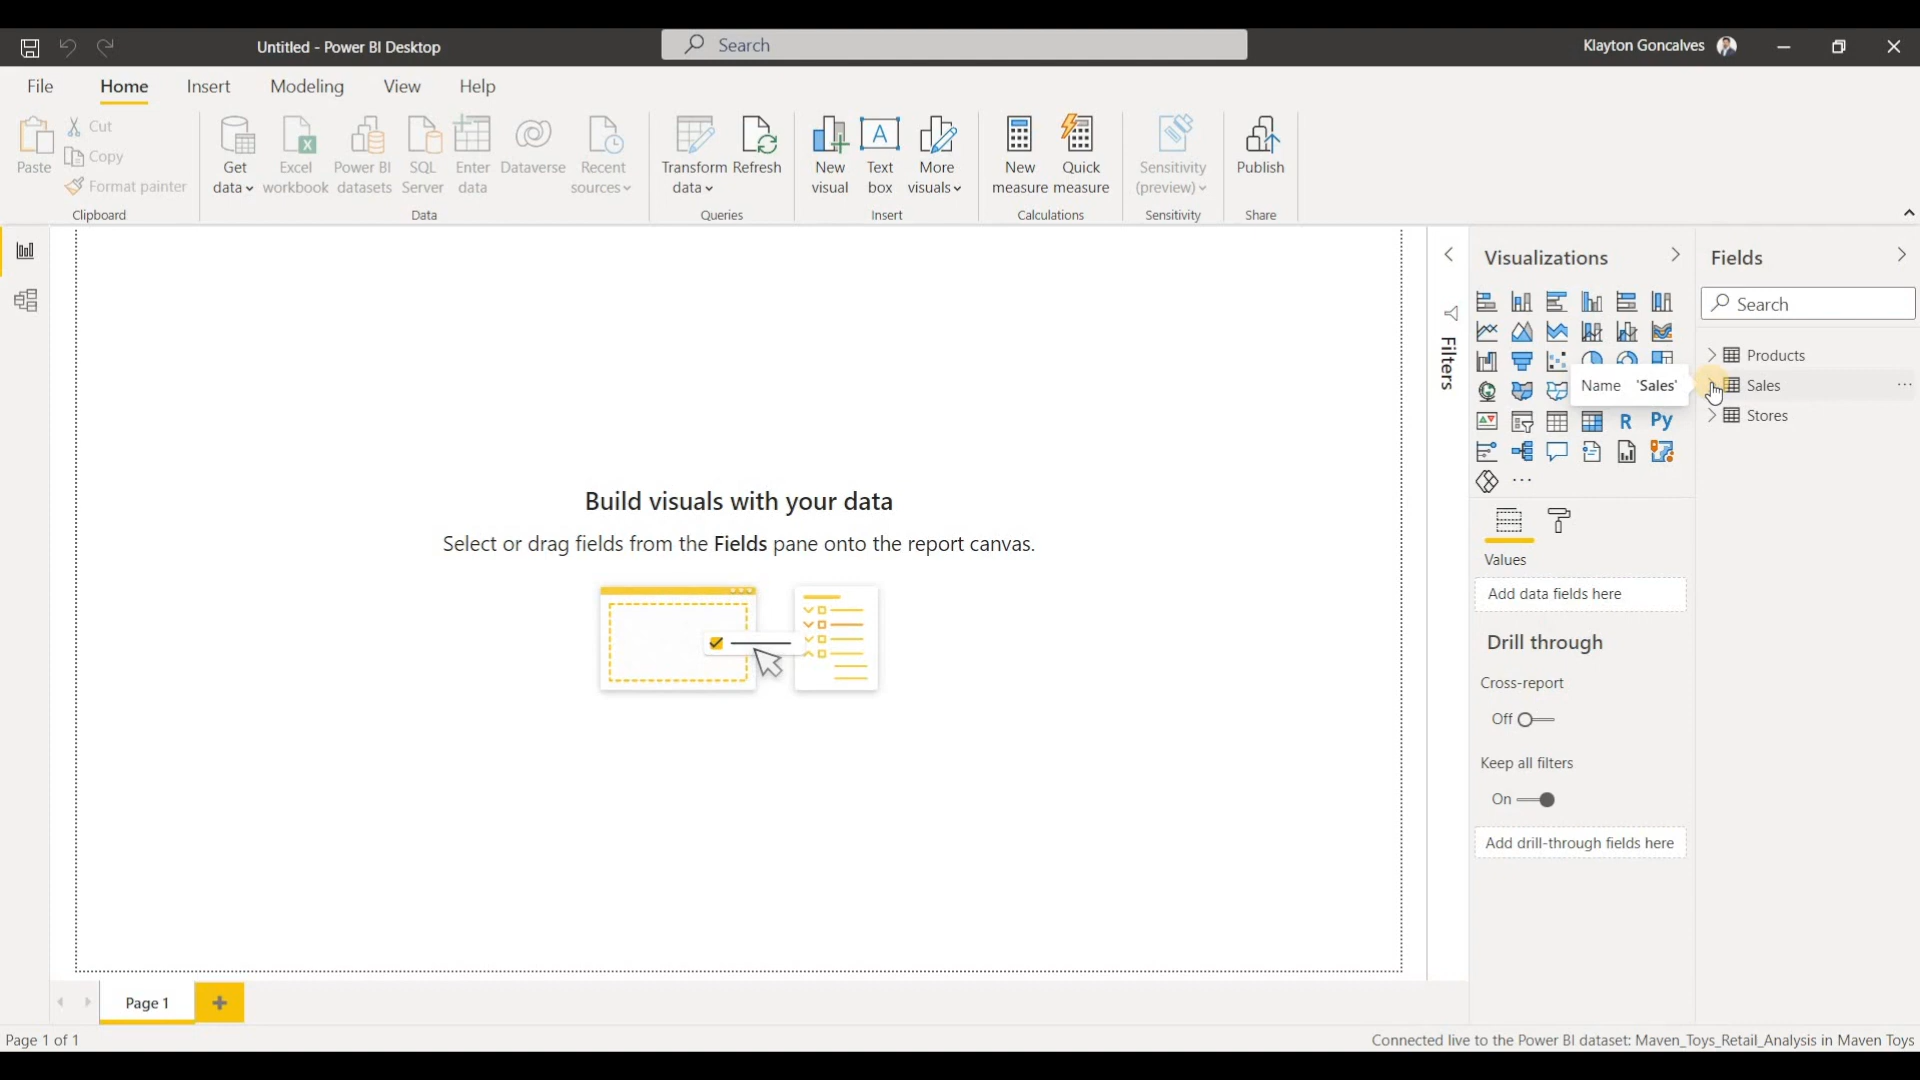 Untitled - Power BI Desktop
Search
Klayton Goncalves
File
Home
Insert
Modeling
View
Help
Paste
Cut
Copy
Format painter
Clipboard
Get
data
Excel
workbook
Power BI
datasets
SQL
Server
Enter
data
Dataverse
Recent
sources
Data
Transform
data
Refresh
Queries
New
visual
Text
box
More
visuals
Insert
New
measure
Quick
measure
Calculations
Sensitivity
(preview)
Sensitivity
Publish
Share
Build visuals with your data
Select or drag fields from the Fields pane onto the report canvas.
Filters
Visualizations
R
Py
Name 'Sales'
Values
Add data fields here
Drill through
Cross-report
Off
Keep all filters
On
Add drill-through fields here
Fields
Search
Products
Sales
Stores
Page 1
Page 1 of 1
Connected live to the Power BI dataset: Maven_Toys_Retail_Analysis in Maven Toys